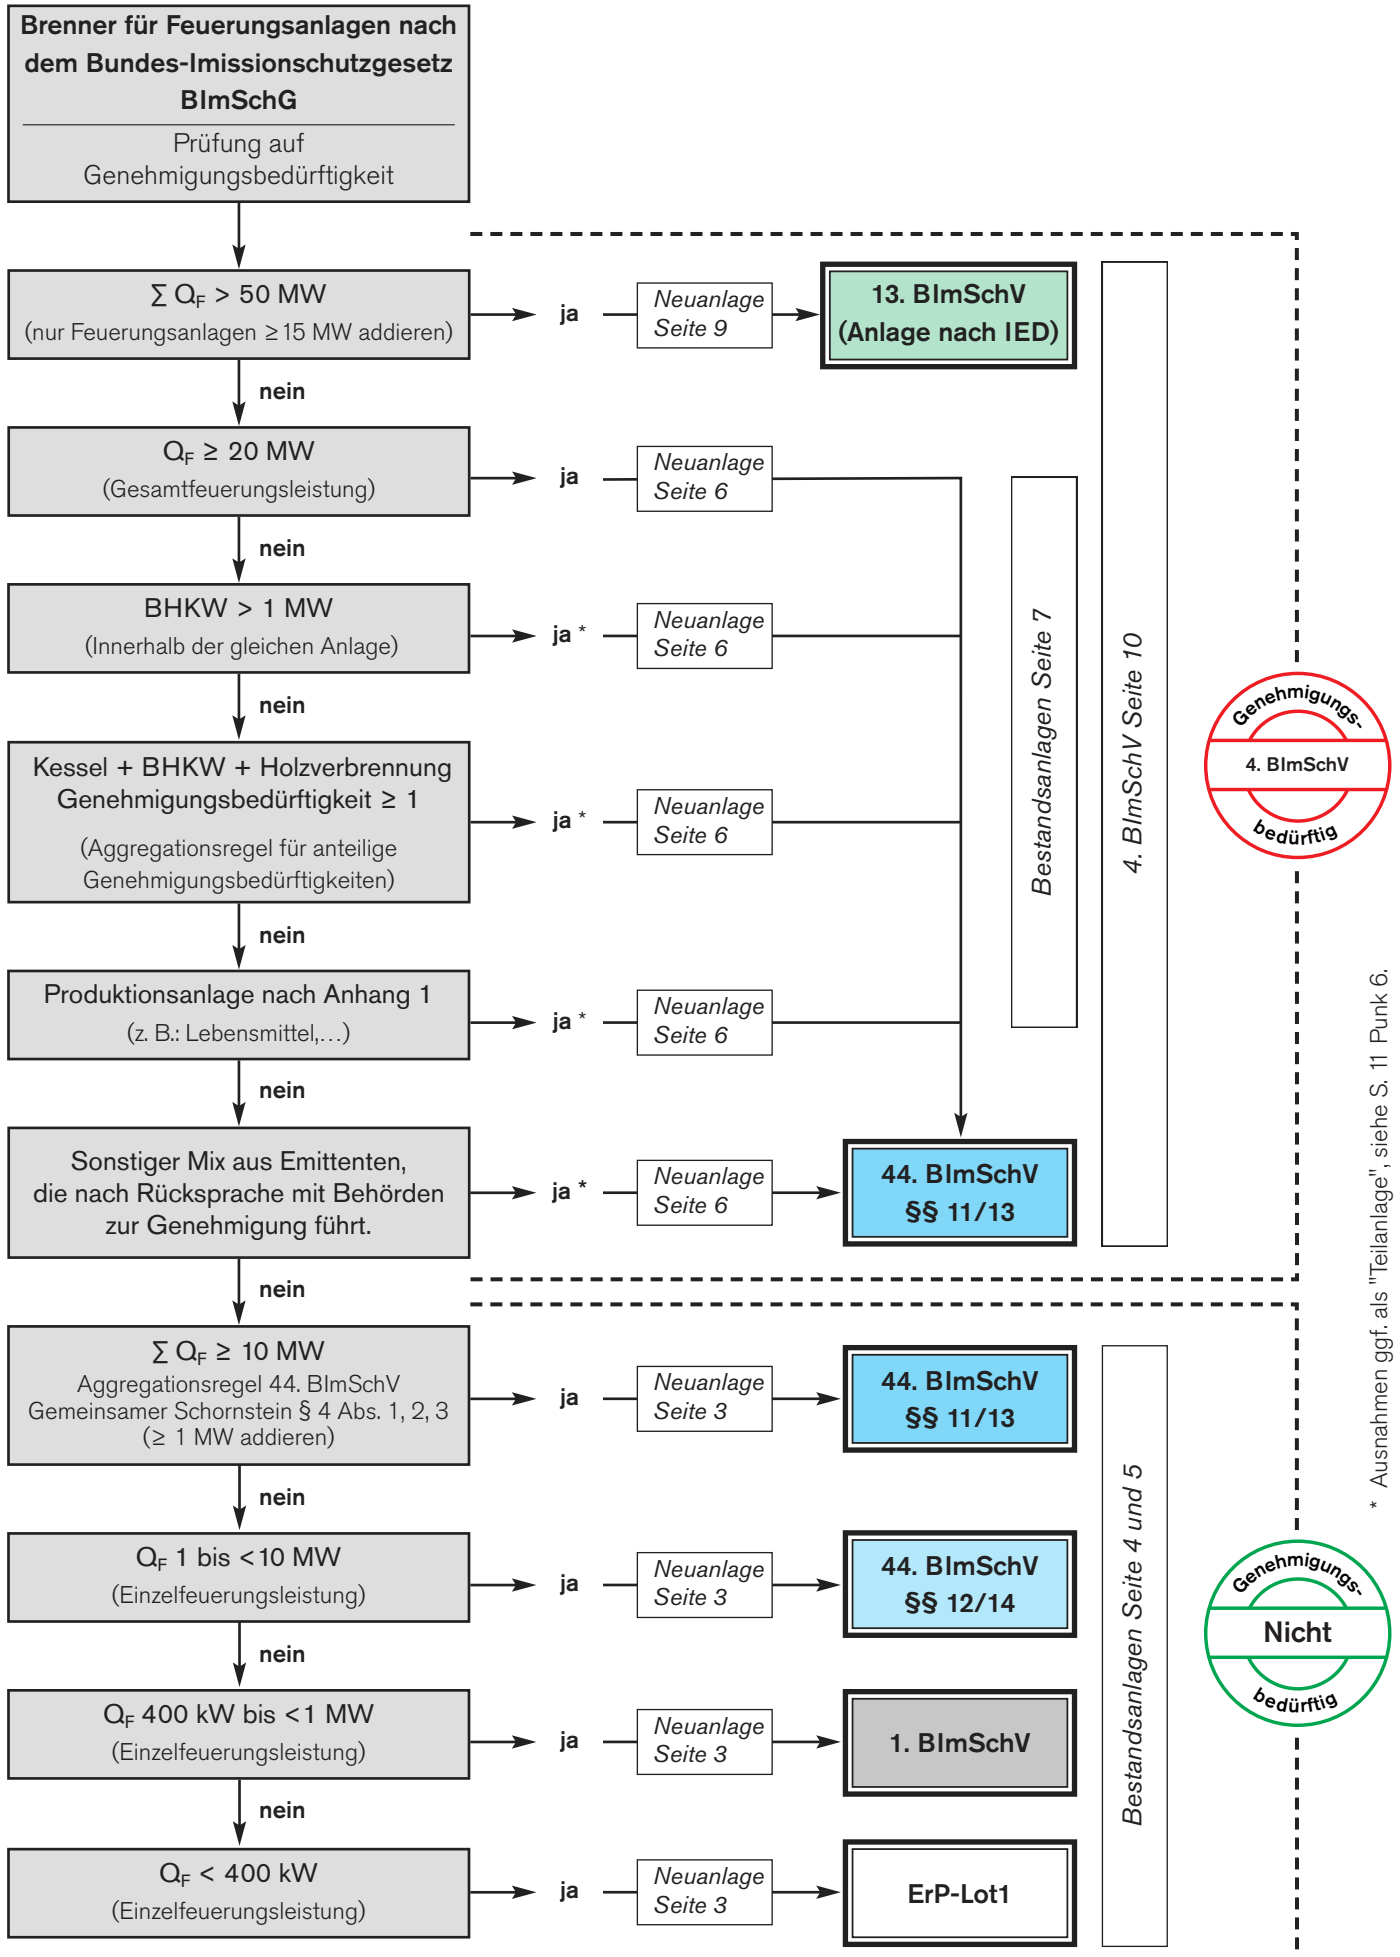 Brenner für Feuerungsanlagen nach
dem Bundes-Imissionschutzgesetz
BImSchG
Prüfung auf
Genehmigungsbedürftigkeit
∑ Q_F > 50 MW
(nur Feuerungsanlagen ≥ 15 MW addieren)
ja
Neuanlage
Seite 9
13. BImSchV
(Anlage nach IED)
nein
Q_F ≥ 20 MW
(Gesamtfeuerungsleistung)
ja
Neuanlage
Seite 6
nein
BHKW > 1 MW
(Innerhalb der gleichen Anlage)
ja *
Neuanlage
Seite 6
nein
Kessel + BHKW + Holzverbrennung
Genehmigungsbedürftigkeit ≥ 1
(Aggregationsregel für anteilige
Genehmigungsbedürftigkeiten)
ja *
Neuanlage
Seite 6
nein
Produktionsanlage nach Anhang 1
(z. B.: Lebensmittel,…)
ja *
Neuanlage
Seite 6
nein
Sonstiger Mix aus Emittenten,
die nach Rücksprache mit Behörden
zur Genehmigung führt.
ja *
Neuanlage
Seite 6
44. BImSchV
§§ 11/13
Bestandsanlagen Seite 7
4. BImSchV Seite 10
Genehmigungs-
4. BImSchV
bedürftig
nein
∑ Q_F ≥ 10 MW
Aggregationsregel 44. BImSchV
Gemeinsamer Schornstein § 4 Abs. 1, 2, 3
(≥ 1 MW addieren)
ja
Neuanlage
Seite 3
44. BImSchV
§§ 11/13
nein
Q_F 1 bis <10 MW
(Einzelfeuerungsleistung)
ja
Neuanlage
Seite 3
44. BImSchV
§§ 12/14
nein
Q_F 400 kW bis <1 MW
(Einzelfeuerungsleistung)
ja
Neuanlage
Seite 3
1. BImSchV
nein
Q_F < 400 kW
(Einzelfeuerungsleistung)
ja
Neuanlage
Seite 3
ErP-Lot1
Bestandsanlagen Seite 4 und 5
Genehmigungs-
Nicht
bedürftig
* Ausnahmen ggf. als "Teilanlage", siehe S. 11 Punk 6.